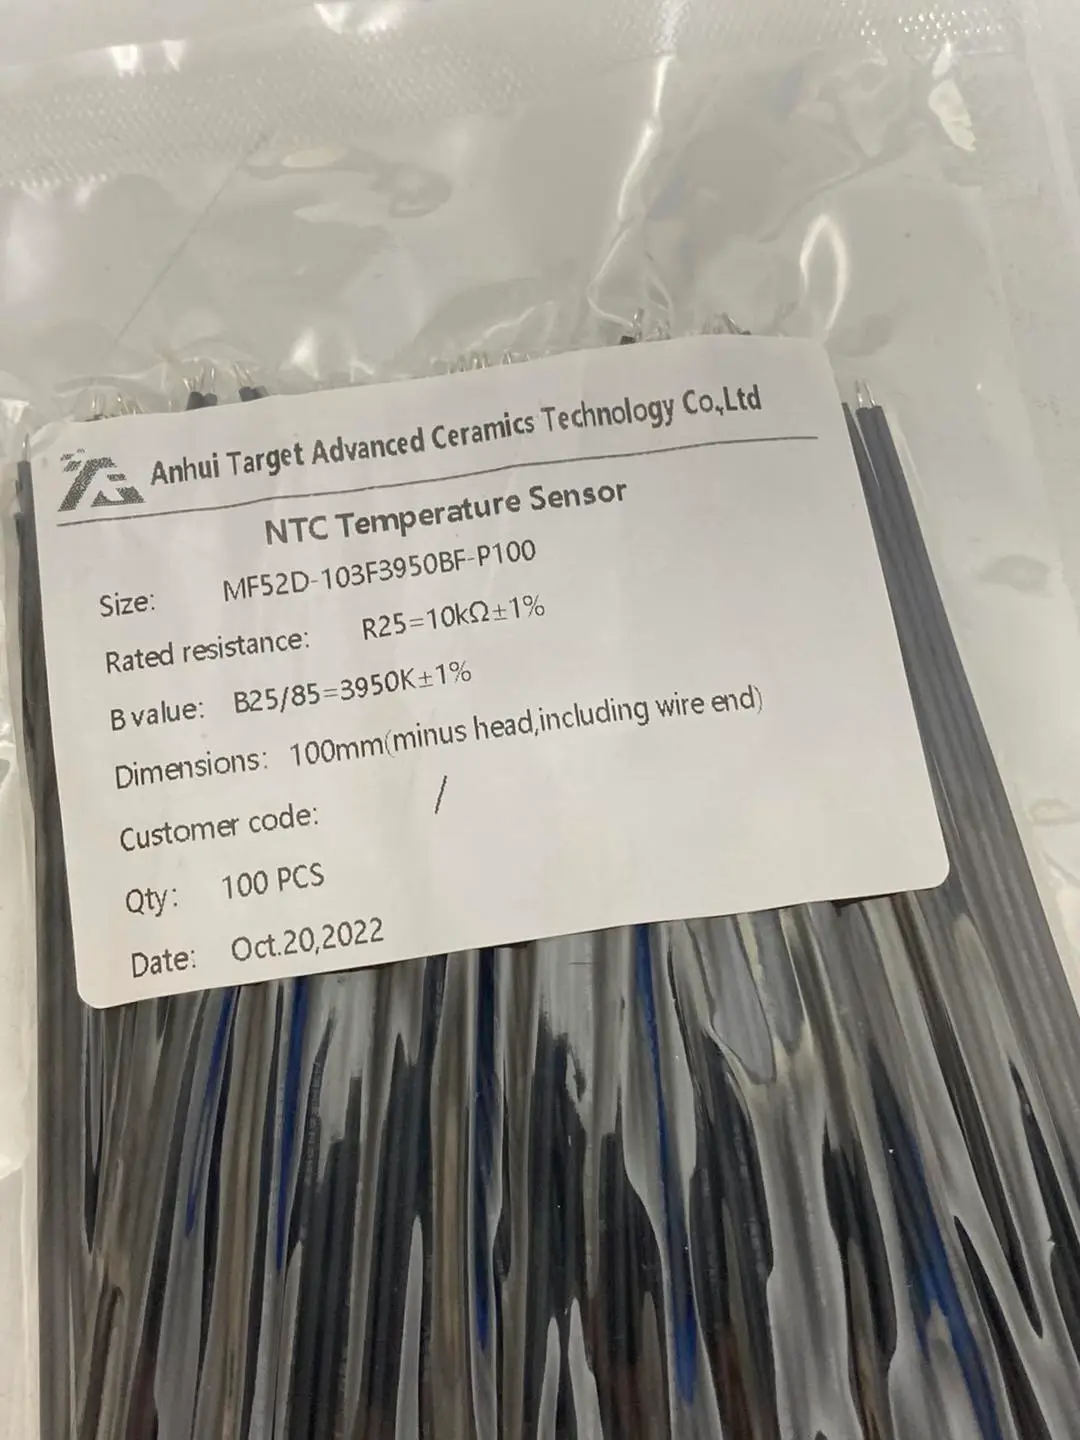 Anhui Target Advanced Ceramics Technology Co.,Ltd
NTC Temperature Sensor
Size: MF52D-103F3950BF-P100
Rated resistance: R25=10kΩ±1%
B value: B25/85=3950K±1%
Dimensions: 100mm(minus head,including wire end)
Customer code: /
Qty: 100 PCS
Date: Oct.20,2022